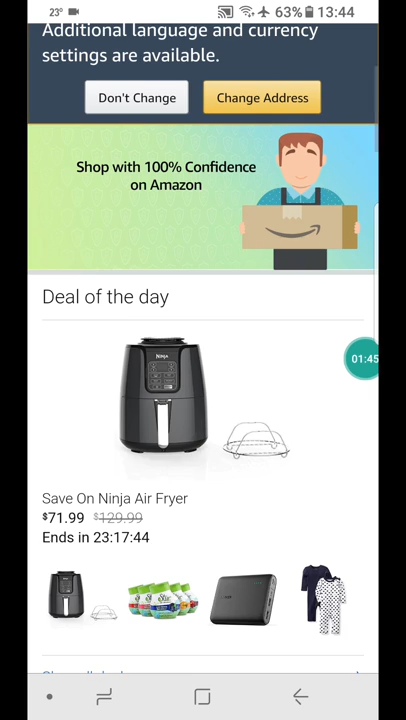 23° 63% 13:44
Additional language and currency
settings are available.
Don't Change Change Address
Shop with 100% Confidence
on Amazon
Deal of the day
01:45
NINJA
Save On Ninja Air Fryer
$71.99 $129.99
Ends in 23:17:44